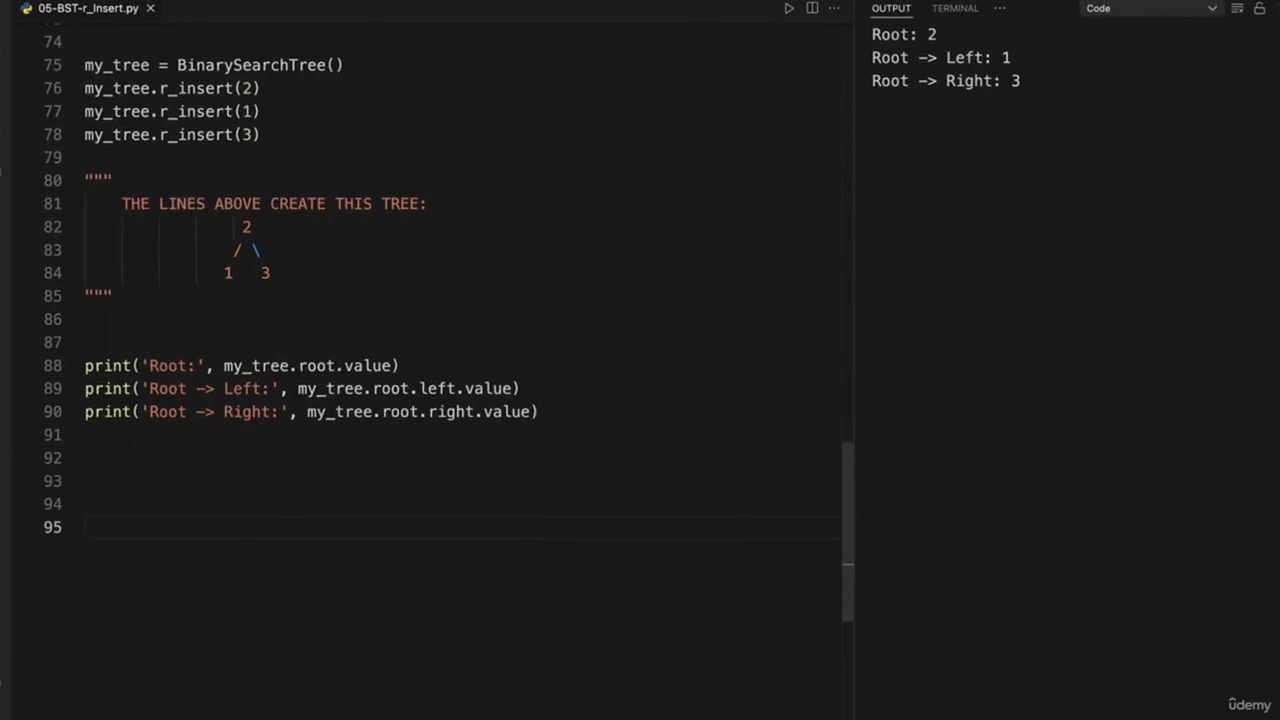 05-BST-r_Insert.py
OUTPUT TERMINAL Code
74
75 my_tree = BinarySearchTree()
76 my_tree.r_insert(2)
77 my_tree.r_insert(1)
78 my_tree.r_insert(3)
79
80 """
81 THE LINES ABOVE CREATE THIS TREE:
82 2
83 / \
84 1 3
85 """
86
87
88 print('Root:', my_tree.root.value)
89 print('Root -> Left:', my_tree.root.left.value)
90 print('Root -> Right:', my_tree.root.right.value)
91
92
93
94
95
Root: 2
Root -> Left: 1
Root -> Right: 3
ûdemy